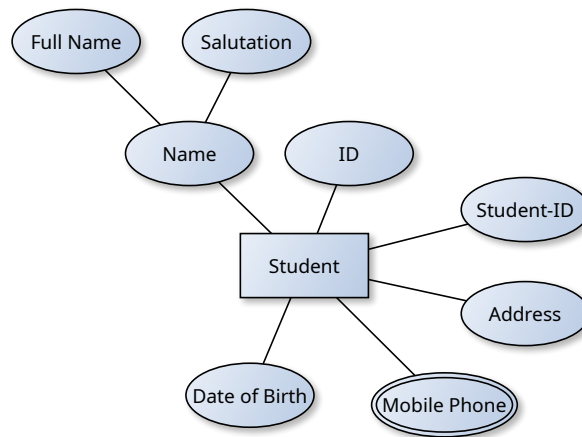 Full Name
Salutation
Name
ID
Student-ID
Student
Address
Date of Birth
Mobile Phone